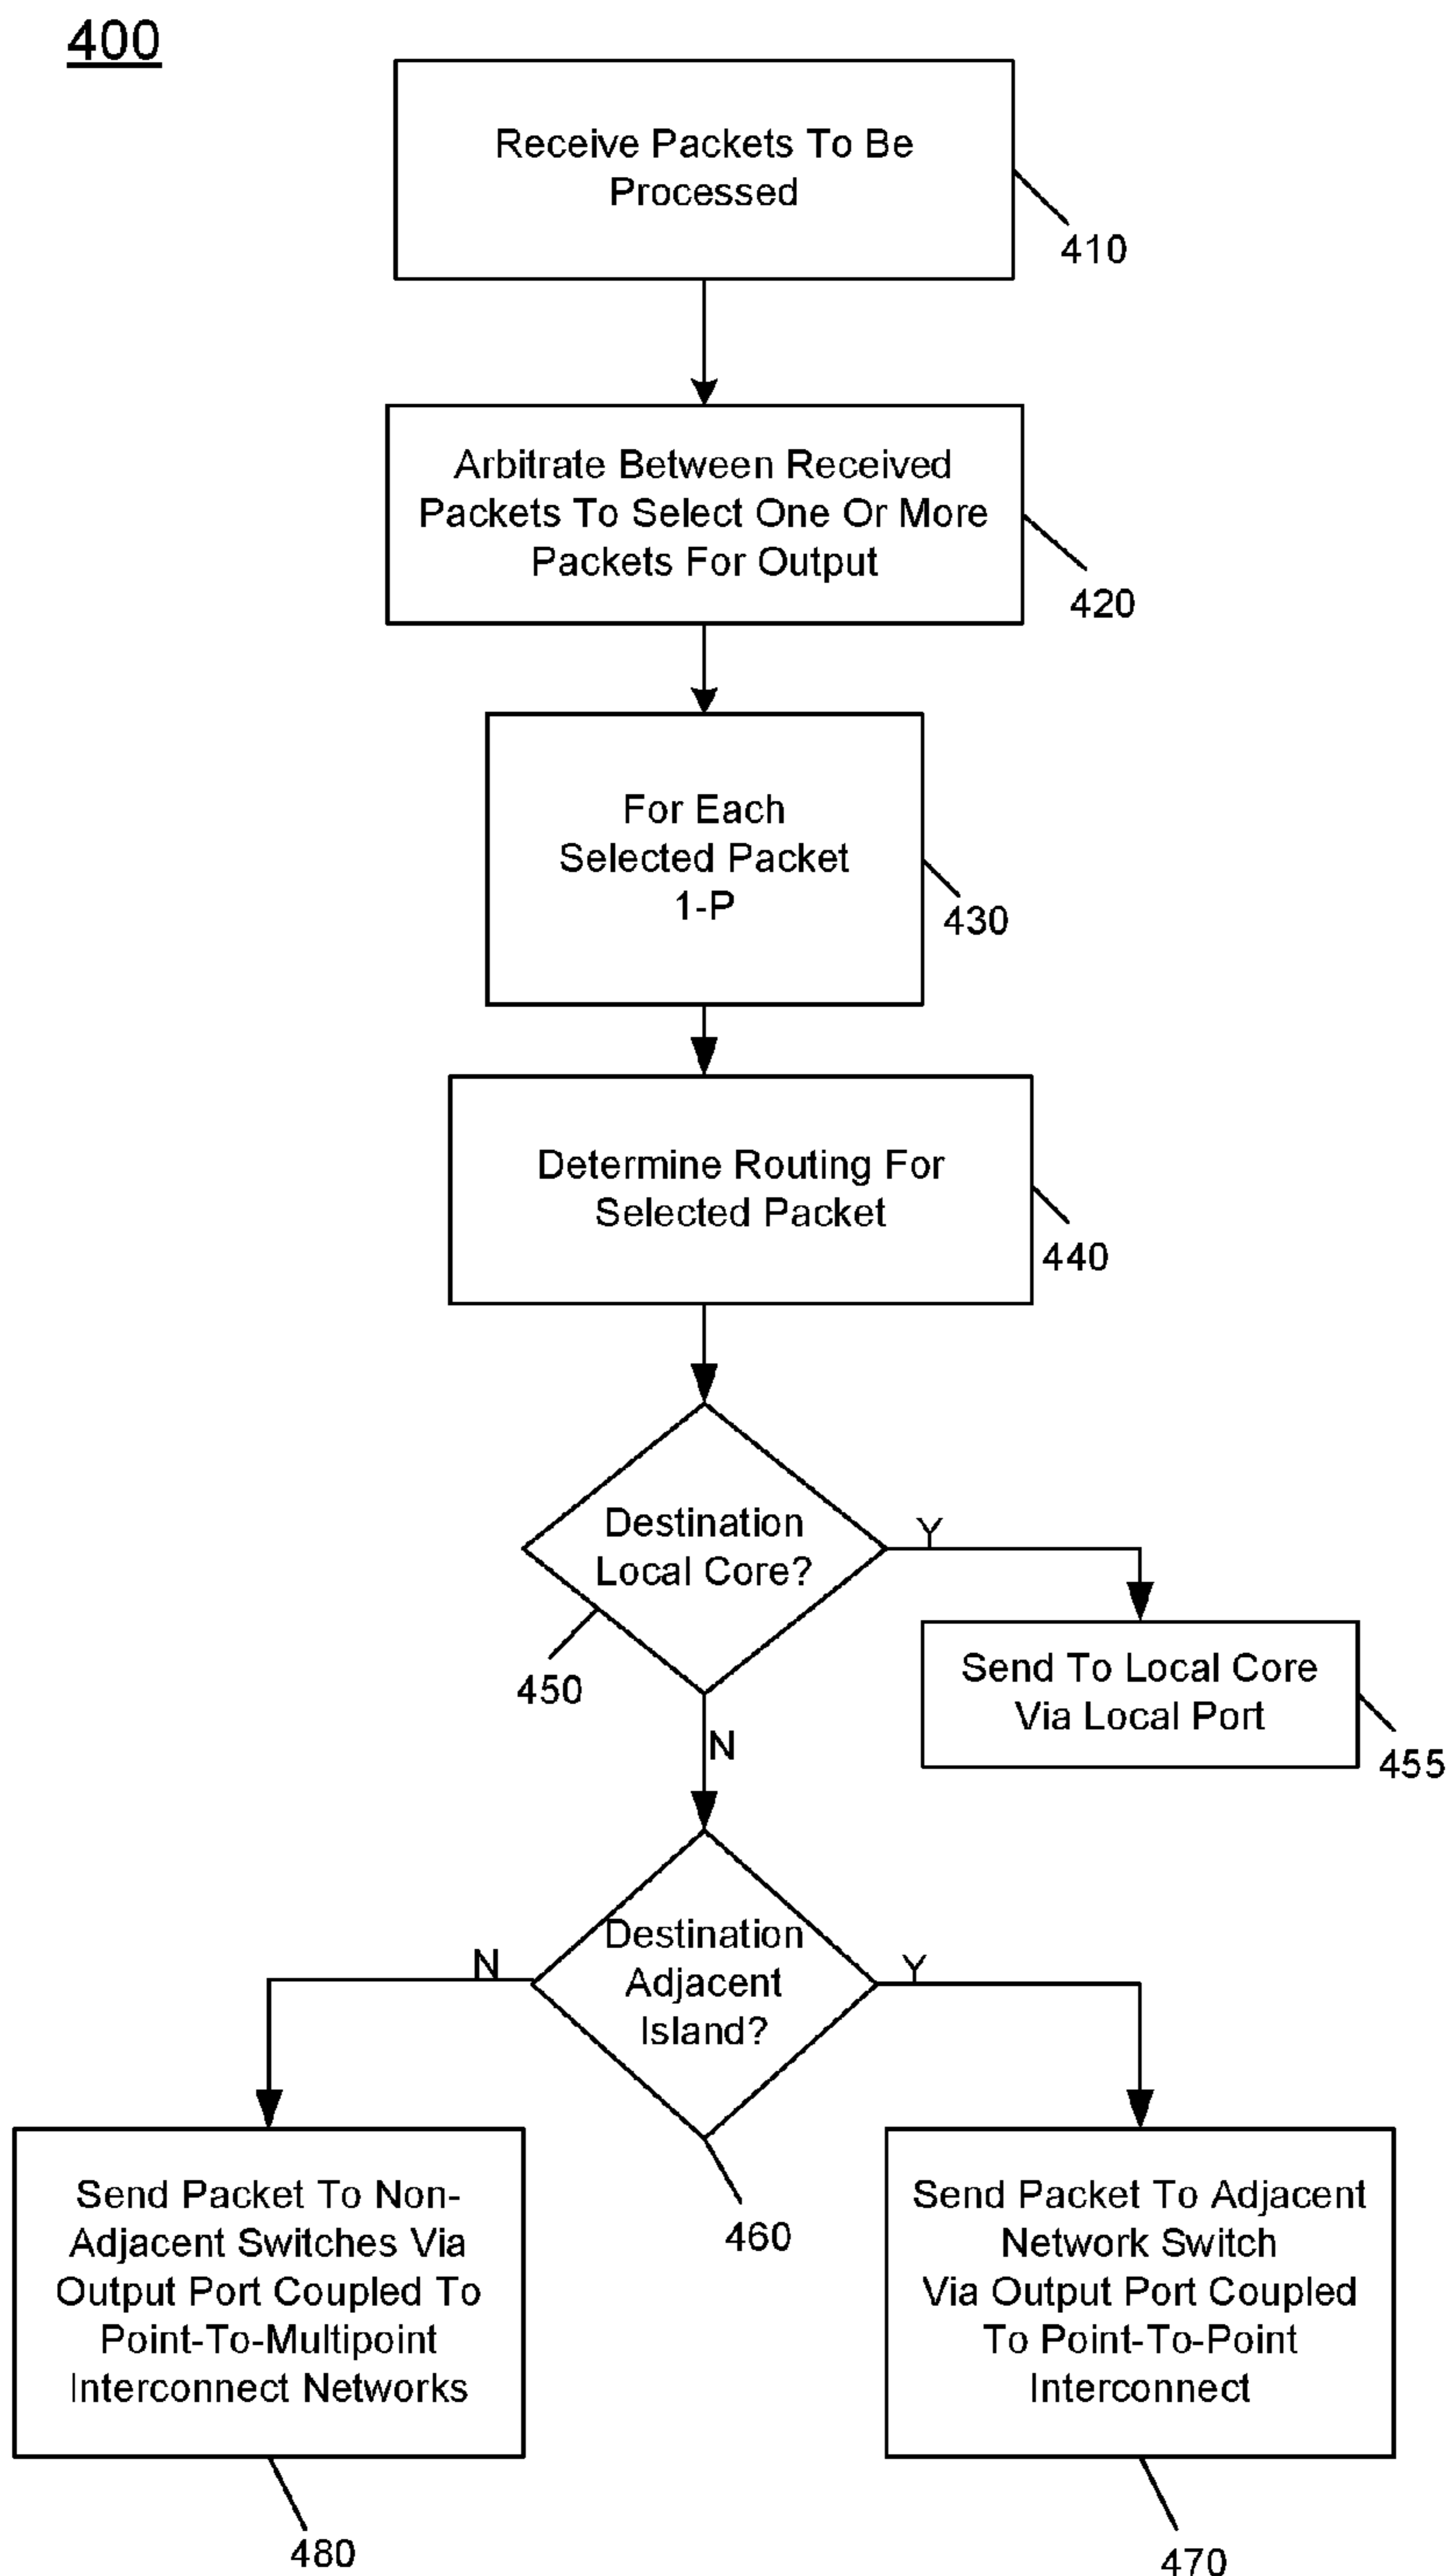 400
Receive Packets To Be
Processed
410
Arbitrate Between Received
Packets To Select One Or More
Packets For Output
420
For Each
Selected Packet
1-P
430
Determine Routing For
Selected Packet
440
Destination
Local Core?
Y
450
Send To Local Core
Via Local Port
455
N
Destination
Adjacent
Island?
N
Y
460
Send Packet To Non-
Adjacent Switches Via
Output Port Coupled To
Point-To-Multipoint
Interconnect Networks
480
Send Packet To Adjacent
Network Switch
Via Output Port Coupled
To Point-To-Point
Interconnect
470